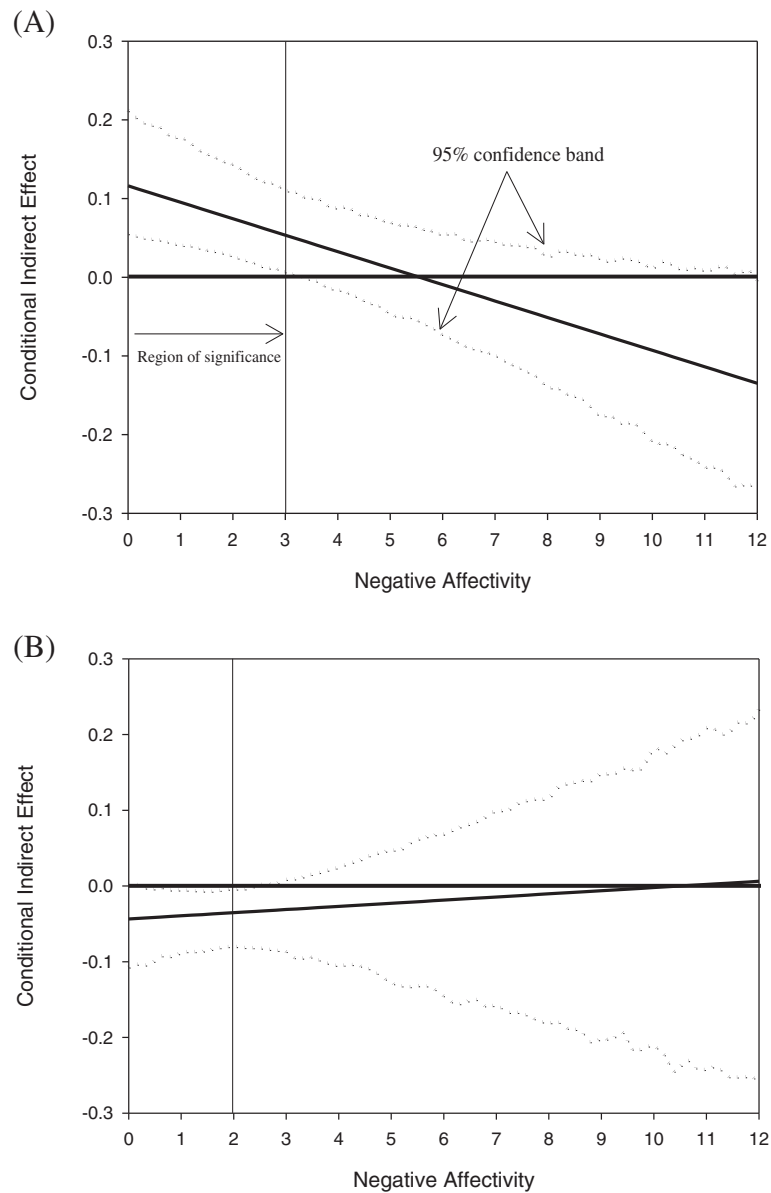 (A)
0.3
0.2
0.1
0.0
-0.1
-0.2
-0.3
Conditional Indirect Effect
95% confidence band
Region of significance
0 1 2 3 4 5 6 7 8 9 10 11 12
Negative Affectivity
(B)
0.3
0.2
0.1
0.0
-0.1
-0.2
-0.3
Conditional Indirect Effect
0 1 2 3 4 5 6 7 8 9 10 11 12
Negative Affectivity